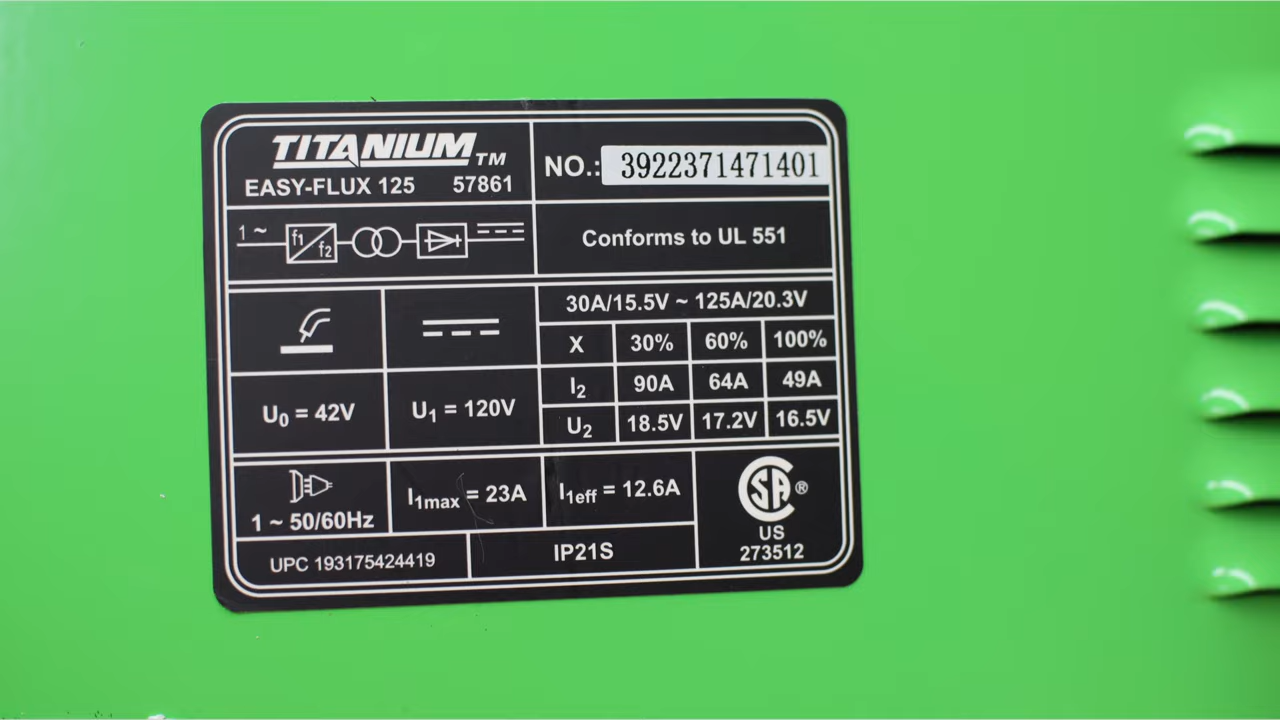 TITANIUM™
EASY-FLUX 125 57861
NO.: 3922371471401
1 ~ f1 f2
Conforms to UL 551
30A/15.5V ~ 125A/20.3V
X 30% 60% 100%
I2 90A 64A 49A
U2 18.5V 17.2V 16.5V
U0 = 42V
U1 = 120V
1 ~ 50/60Hz
I1max = 23A
I1eff = 12.6A
UPC 193175424419
IP21S
CSA®
US
273512